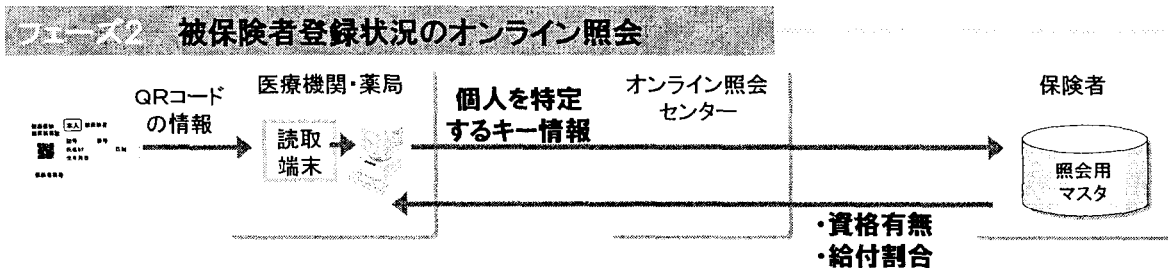 フェーズ2 被保険者登録状況のオンライン照会
QRコード
の情報
医療機関・薬局
読取
端末
個人を特定
するキー情報
オンライン照会
センター
保険者
照会用
マスタ
・資格有無
・給付割合
本人